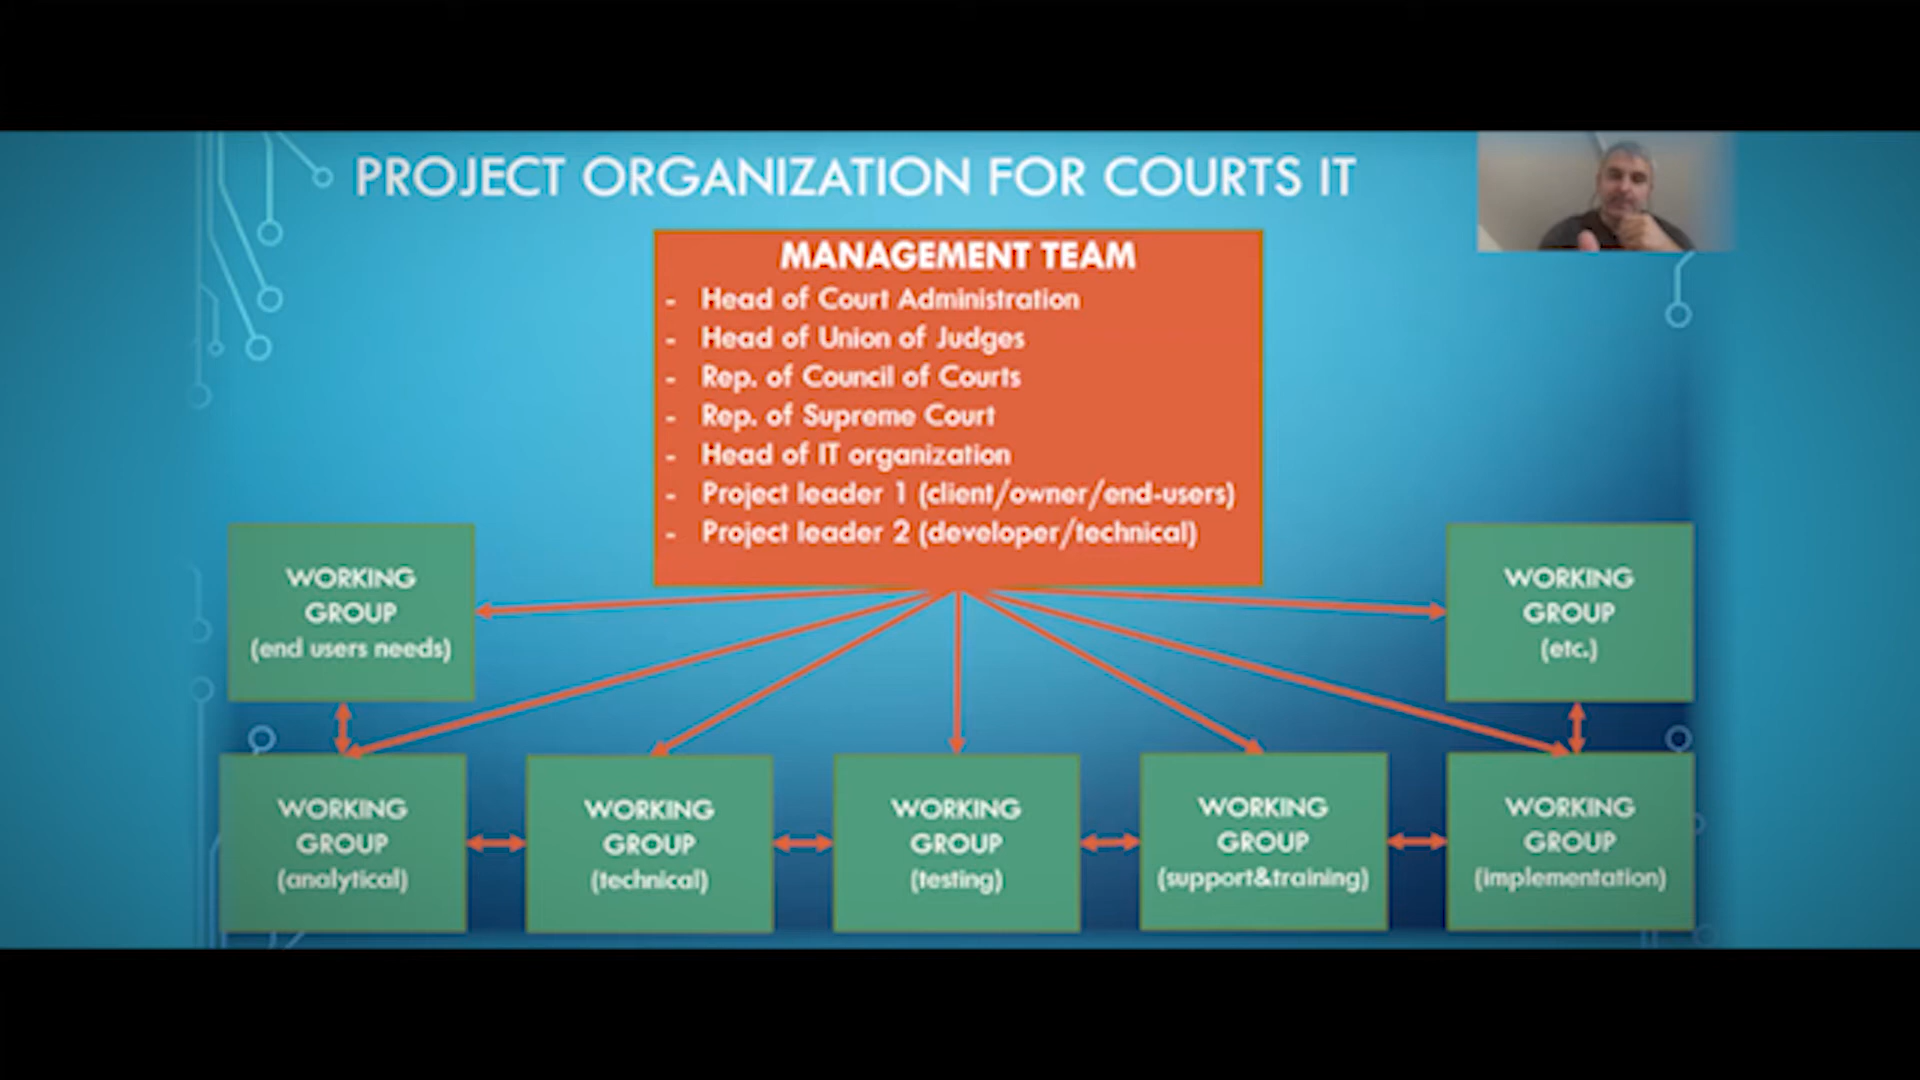 PROJECT ORGANIZATION FOR COURTS IT
MANAGEMENT TEAM
- Head of Court Administration
- Head of Union of Judges
- Rep. of Council of Courts
- Rep. of Supreme Court
- Head of IT organization
- Project leader 1 (client/owner/end-users)
- Project leader 2 (developer/technical)
WORKING
GROUP
(end users needs)
WORKING
GROUP
(etc.)
WORKING
GROUP
(analytical)
WORKING
GROUP
(technical)
WORKING
GROUP
(testing)
WORKING
GROUP
(support&training)
WORKING
GROUP
(implementation)